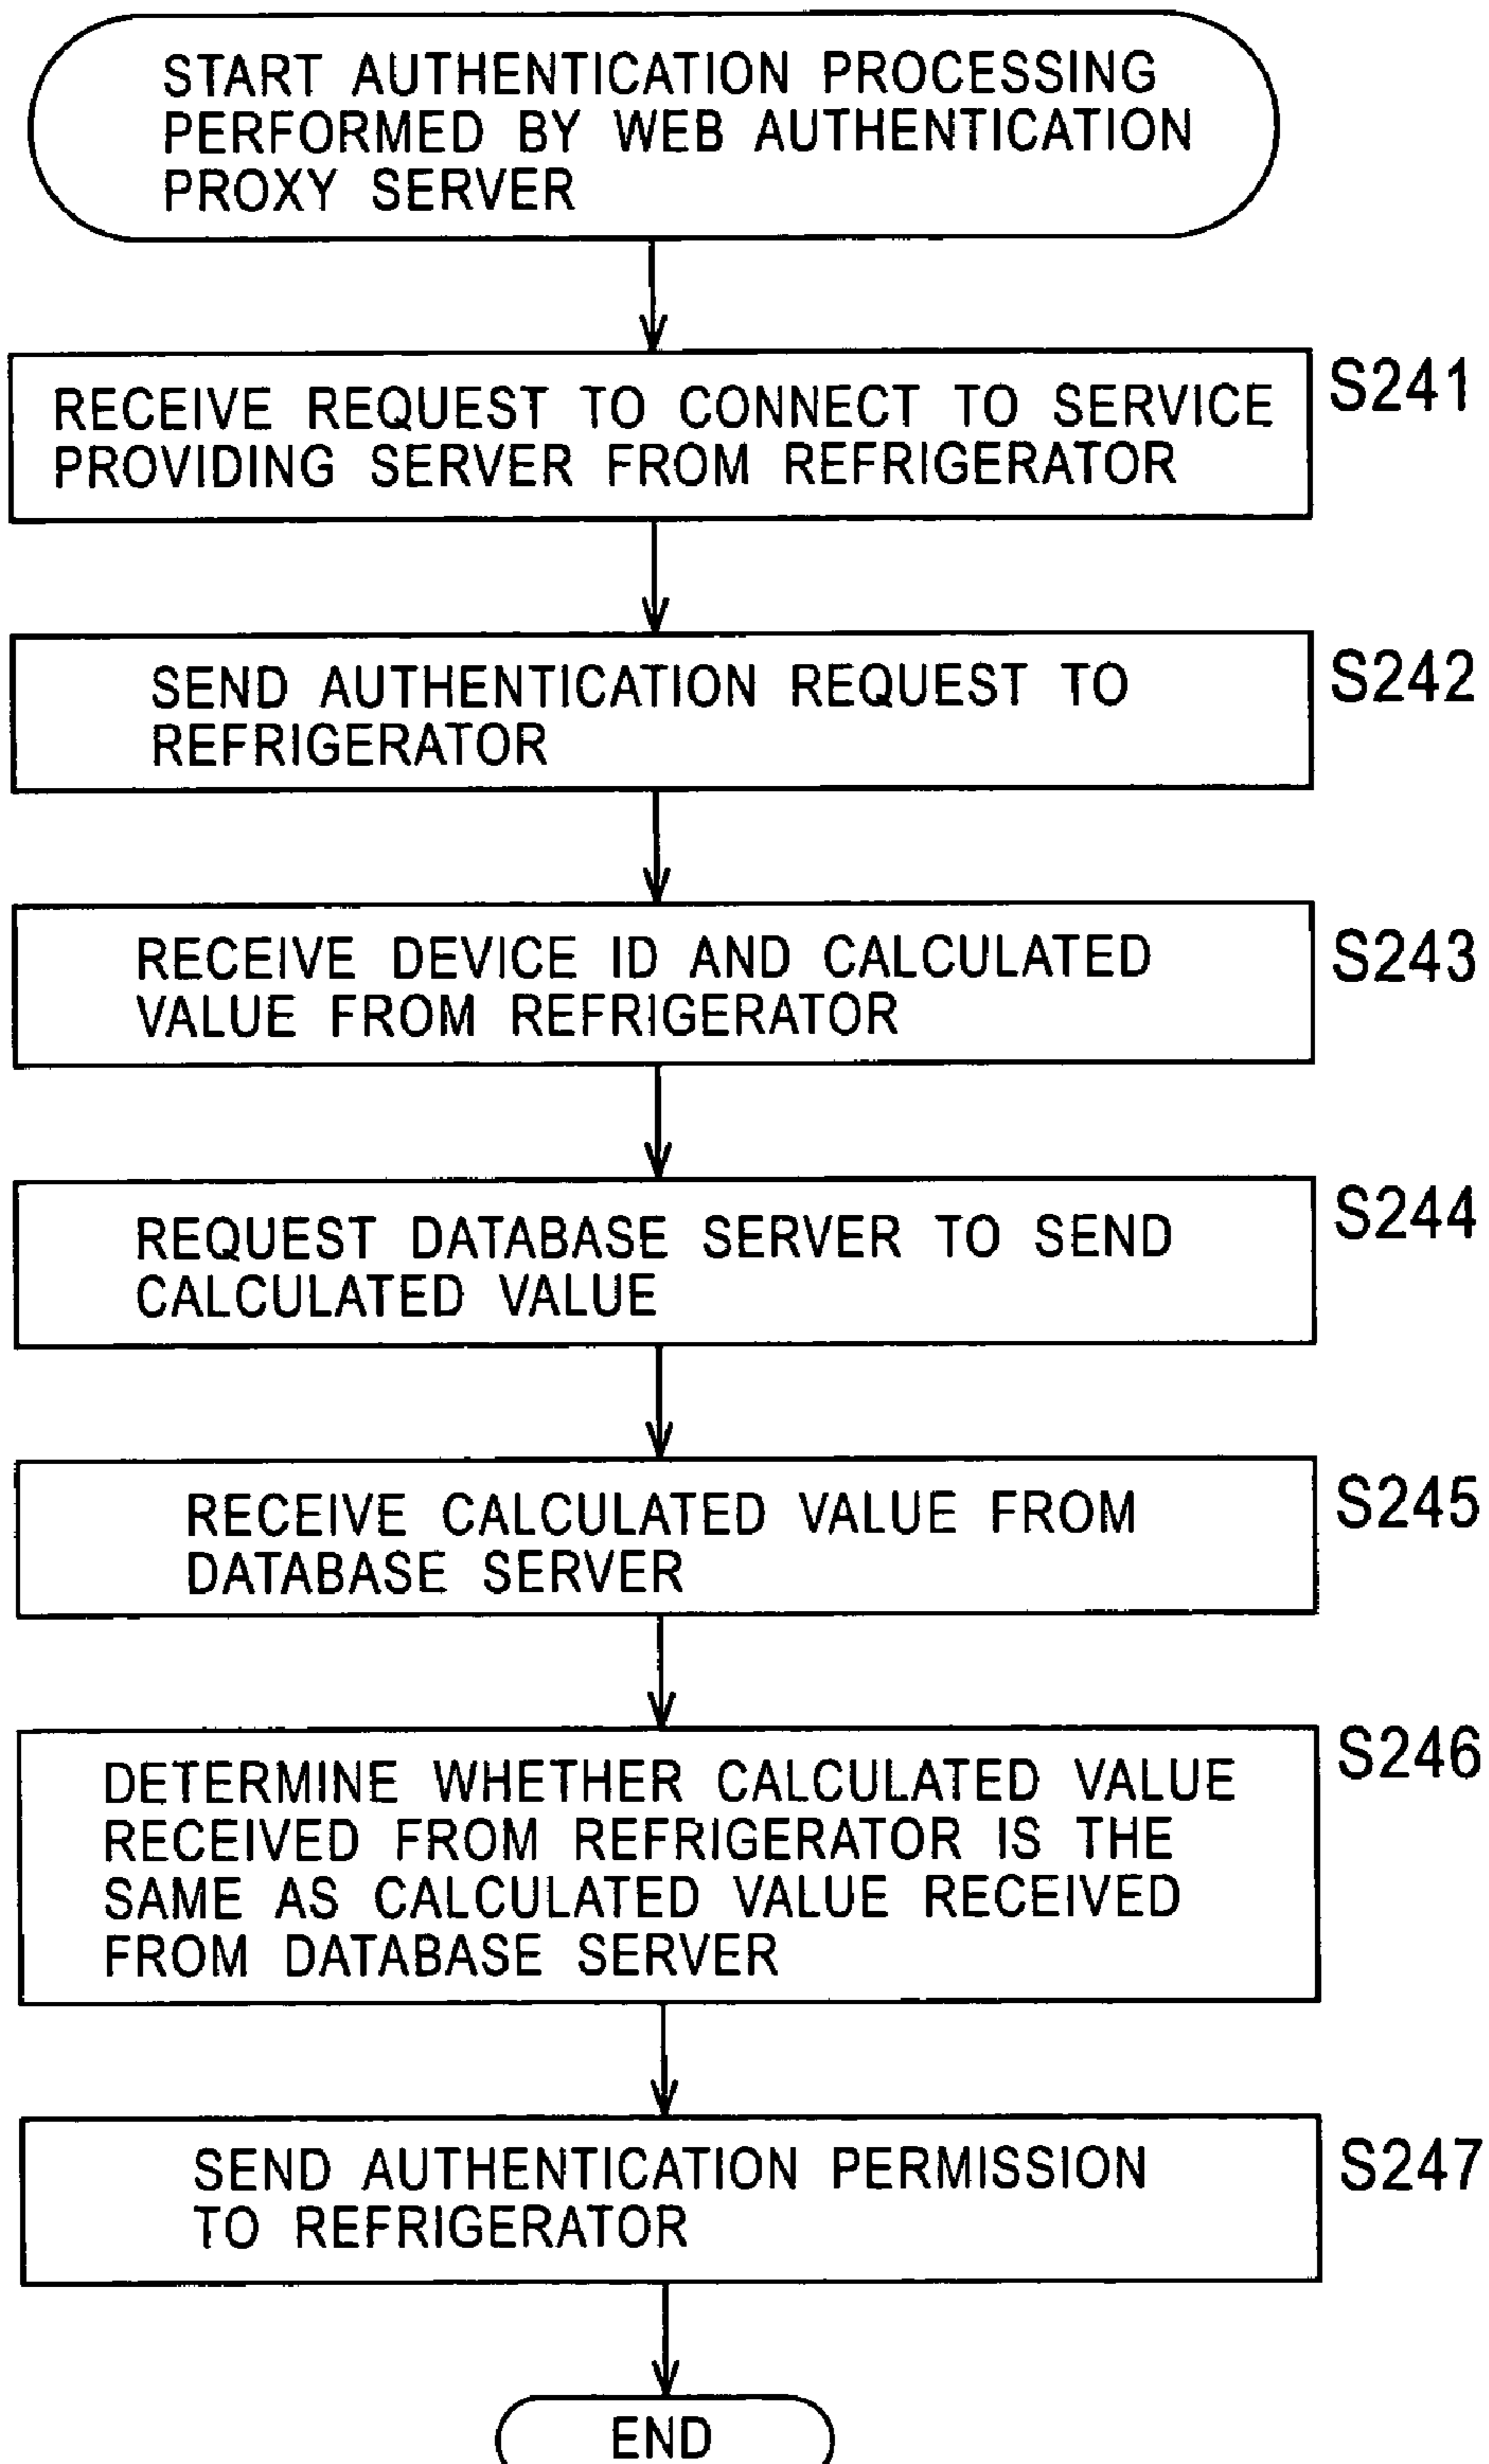 START AUTHENTICATION PROCESSING
PERFORMED BY WEB AUTHENTICATION
PROXY SERVER
RECEIVE REQUEST TO CONNECT TO SERVICE
PROVIDING SERVER FROM REFRIGERATOR
S241
SEND AUTHENTICATION REQUEST TO
REFRIGERATOR
S242
RECEIVE DEVICE ID AND CALCULATED
VALUE FROM REFRIGERATOR
S243
REQUEST DATABASE SERVER TO SEND
CALCULATED VALUE
S244
RECEIVE CALCULATED VALUE FROM
DATABASE SERVER
S245
DETERMINE WHETHER CALCULATED VALUE
RECEIVED FROM REFRIGERATOR IS THE
SAME AS CALCULATED VALUE RECEIVED
FROM DATABASE SERVER
S246
SEND AUTHENTICATION PERMISSION
TO REFRIGERATOR
S247
END